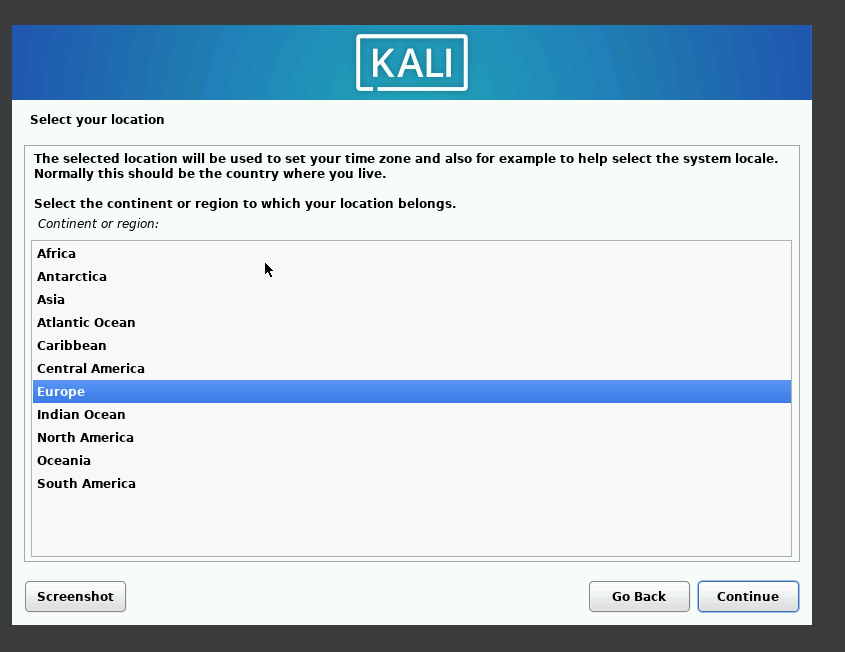 KALI
Select your location
The selected location will be used to set your time zone and also for example to help select the system locale.
Normally this should be the country where you live.
Select the continent or region to which your location belongs.
Continent or region:
Africa
Antarctica
Asia
Atlantic Ocean
Caribbean
Central America
Europe
Indian Ocean
North America
Oceania
South America
Screenshot
Go Back
Continue